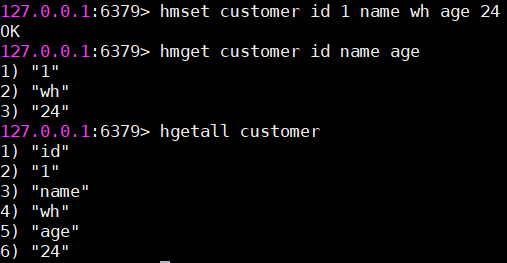 127.0.0.1:6379> hmset customer id 1 name wh age 24
OK
127.0.0.1:6379> hmget customer id name age
1) "1"
2) "wh"
3) "24"
127.0.0.1:6379> hgetall customer
1) "id"
2) "1"
3) "name"
4) "wh"
5) "age"
6) "24"